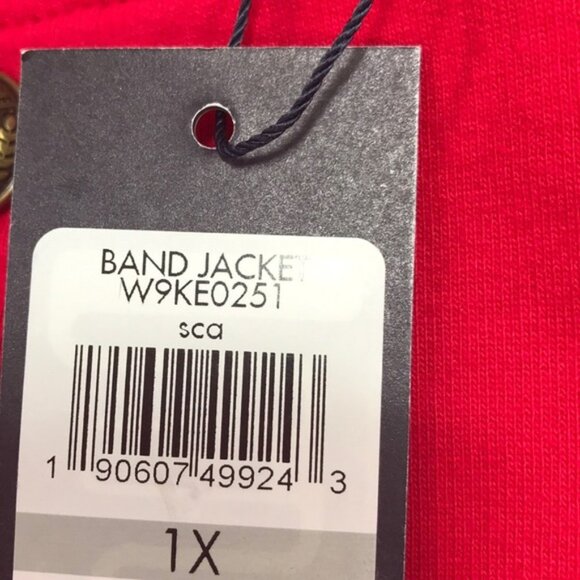 BAND JACKET
W9KE0251
sca
1 90607 49924 3
1X